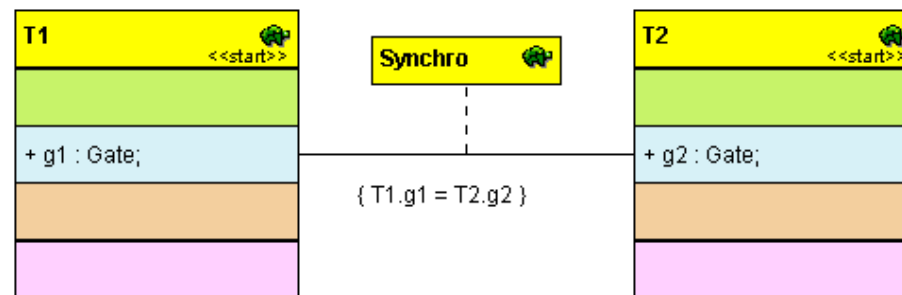 T1
<<start>>
Synchro
T2
<<start>>
+ g1 : Gate;
+ g2 : Gate;
{ T1.g1 = T2.g2 }